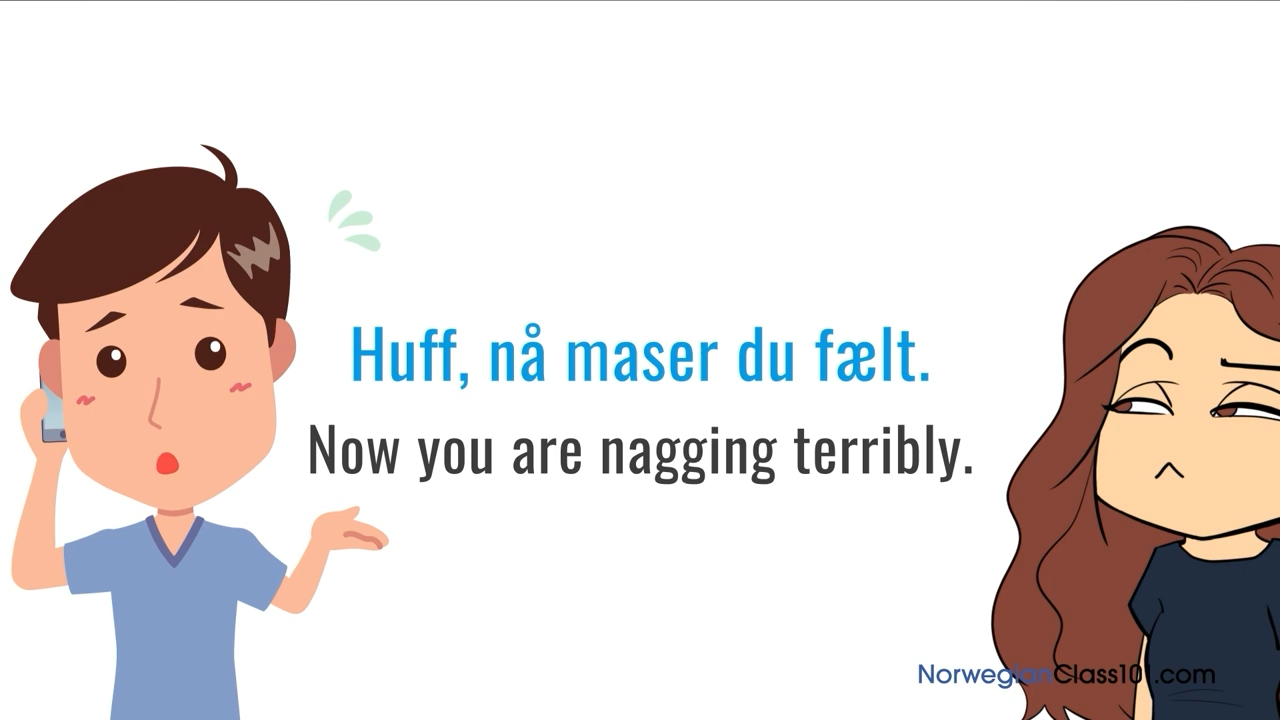 Huff, nå maser du fælt.
Now you are nagging terribly.
NorwegianClass101.com